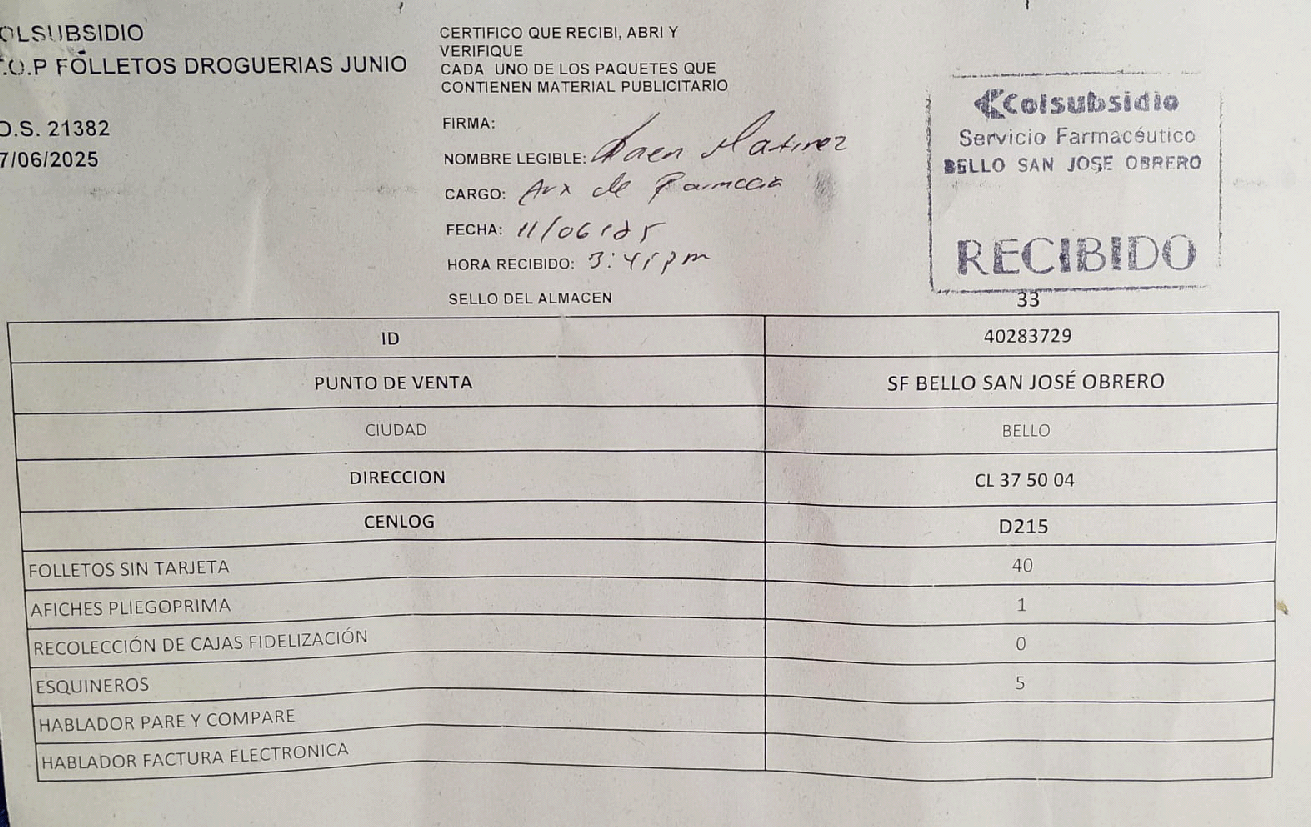 OLSUBSIDIO
.O.P FOLLETOS DROGUERIAS JUNIO
O.S. 21382
7/06/2025
CERTIFICO QUE RECIBI, ABRI Y
VERIFIQUE
CADA UNO DE LOS PAQUETES QUE
CONTIENEN MATERIAL PUBLICITARIO
FIRMA:
NOMBRE LEGIBLE:
CARGO: Aux de Farmacia
FECHA: 11/06/25
HORA RECIBIDO: 3:41pm
SELLO DEL ALMACEN
Colsubsidio
Servicio Farmacéutico
BELLO SAN JOSE OBRERO
RECIBIDO
33
ID 40283729
PUNTO DE VENTA SF BELLO SAN JOSÉ OBRERO
CIUDAD BELLO
DIRECCION CL 37 50 04
CENLOG D215
FOLLETOS SIN TARJETA 40
AFICHES PLIEGOPRIMA 1
RECOLECCIÓN DE CAJAS FIDELIZACIÓN 0
ESQUINEROS 5
HABLADOR PARE Y COMPARE
HABLADOR FACTURA ELECTRONICA